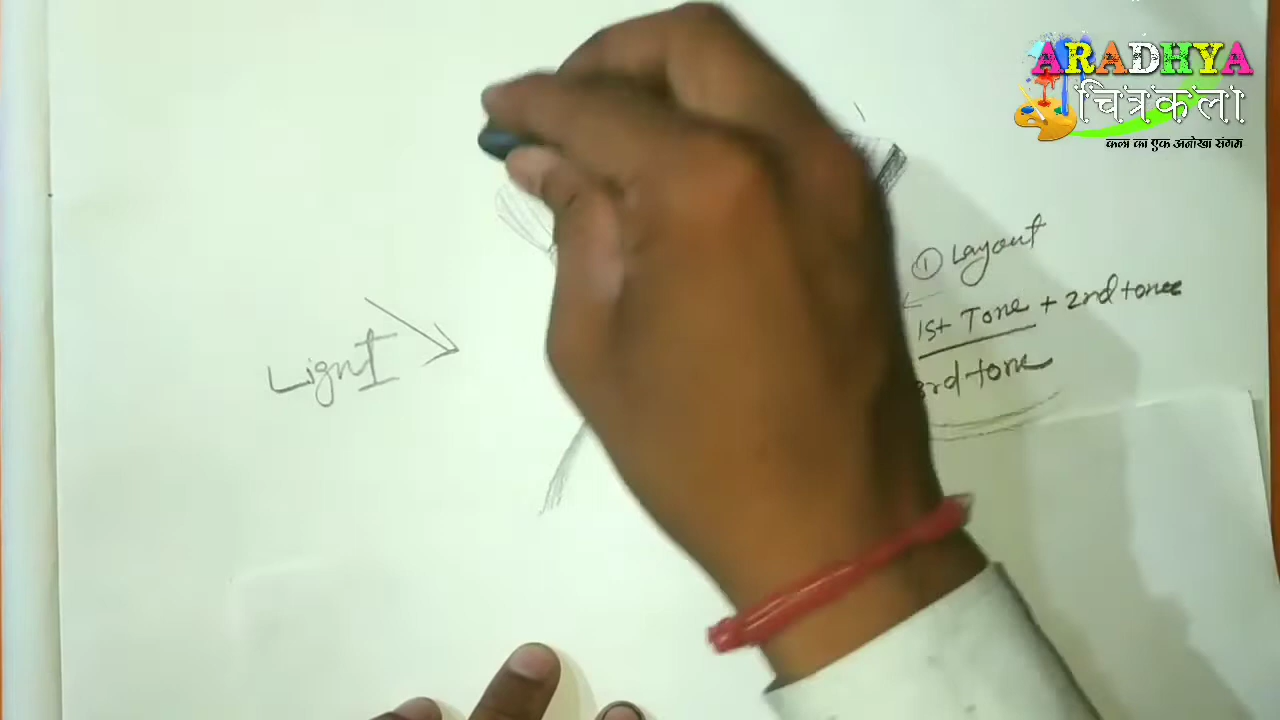 ARADHYA
चित्रकला
कला का एक अनोखा संगम
① Layout
1st Tone + 2nd tone
3rd tone
Light